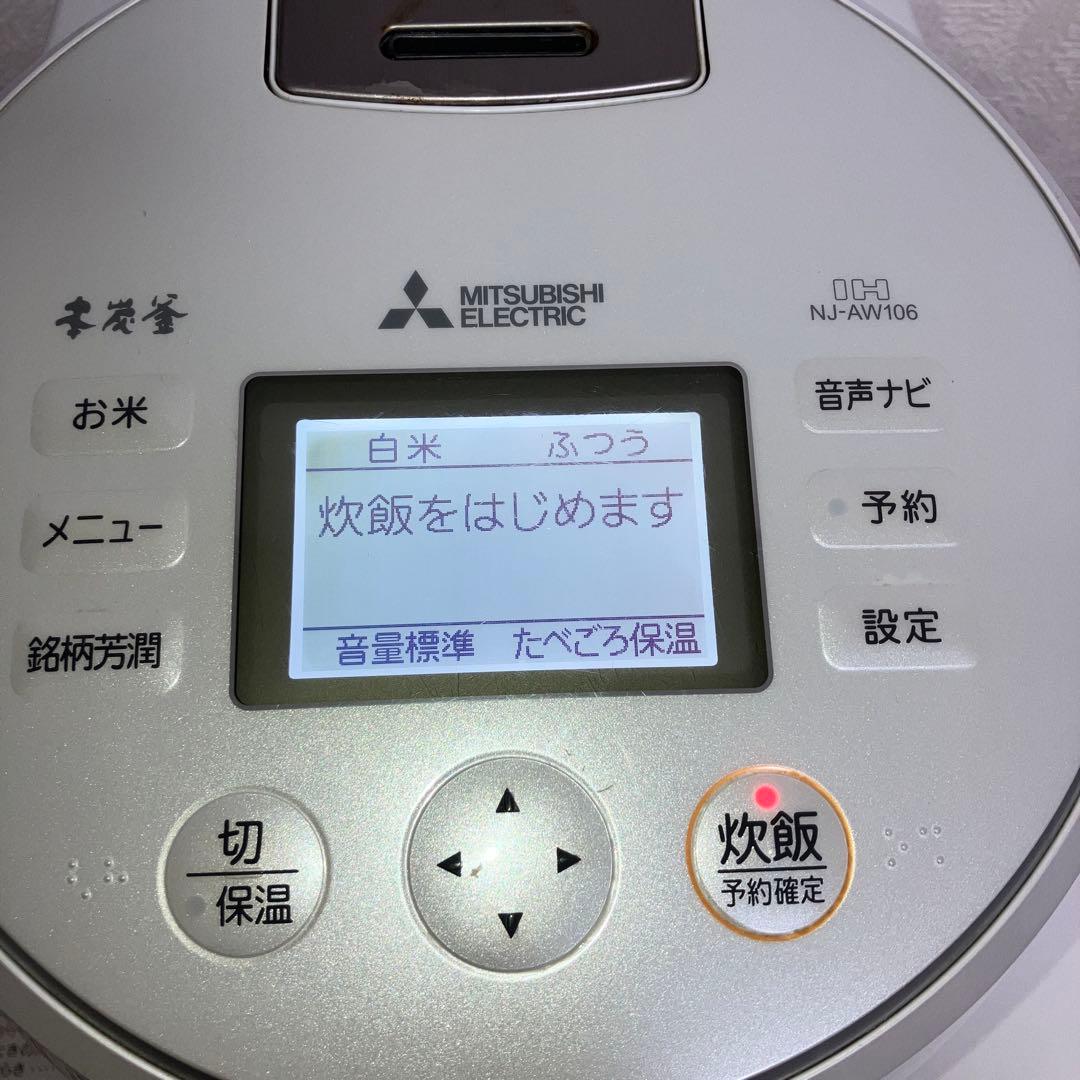 本炭釜
MITSUBISHI
ELECTRIC
IH
NJ-AW106
お米
メニュー
銘柄芳潤
白米 ふつう
炊飯をはじめます
音量標準 たべごろ保温
音声ナビ
予約
設定
切
保温
炊飯
予約確定